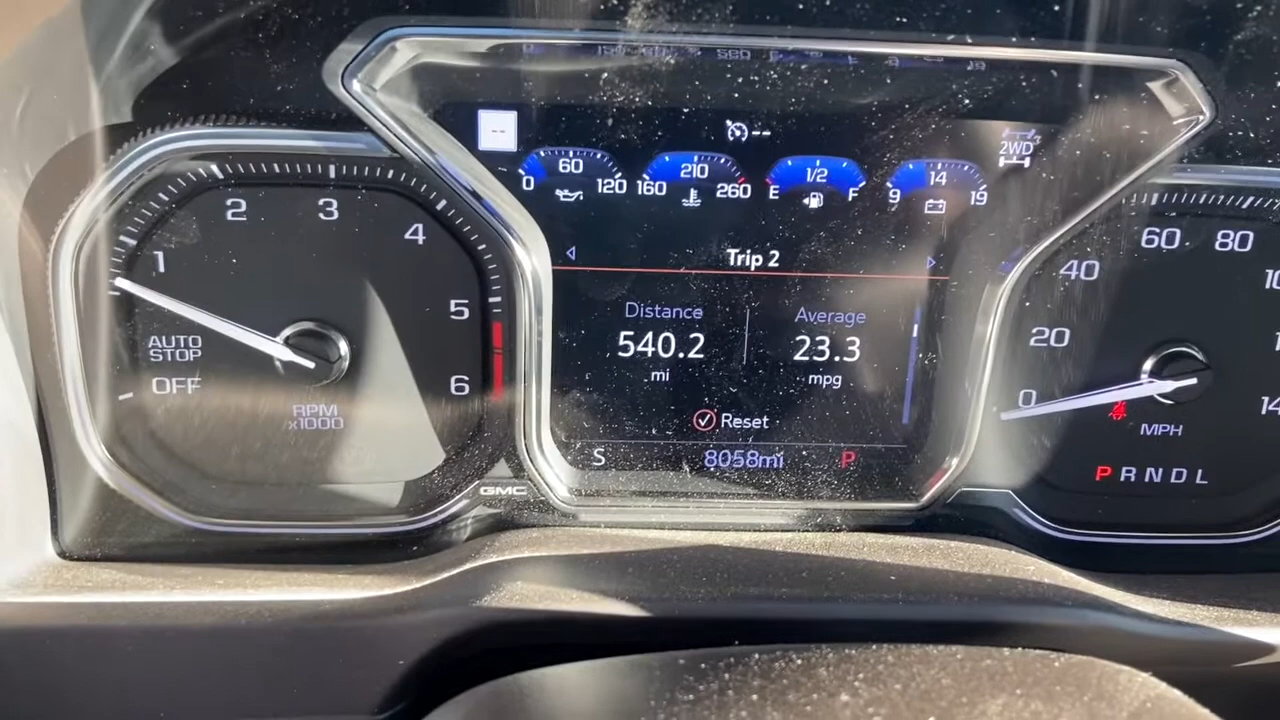 --
--
2WD
60
0
120
210
160
260
1/2
E
F
14
9
19
Trip 2
Distance
540.2
mi
Average
23.3
mpg
Reset
S
8058mi
P
1
2
3
4
5
6
AUTO
STOP
OFF
RPM
x1000
GMC
0
20
40
60
80
MPH
P R N D L